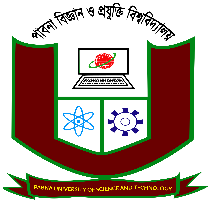 পাবনা বিজ্ঞান ও প্রযুক্তি বিশ্ববিদ্যালয়
PABNA UNIVERSITY OF SCIENCE AND TECHNOLOGY